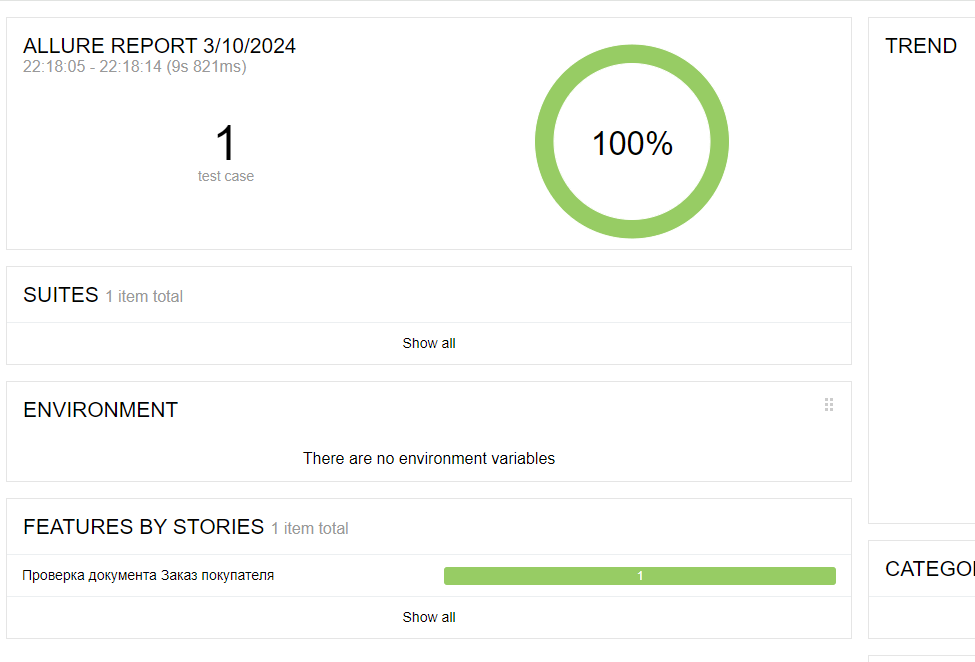 ALLURE REPORT 3/10/2024
22:18:05 - 22:18:14 (9s 821ms)
1
test case
100%
SUITES 1 item total
Show all
ENVIRONMENT
There are no environment variables
FEATURES BY STORIES 1 item total
Проверка документа Заказ покупателя 1
Show all
TREND